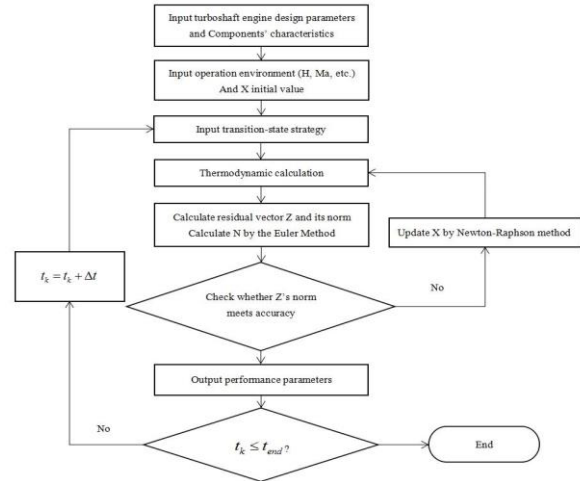 Input turboshaft engine design parameters
and Components' characteristics
Input operation environment (H, Ma, etc.)
And X initial value
Input transition-state strategy
Thermodynamic calculation
Calculate residual vector Z and its norm
Calculate N by the Euler Method
Update X by Newton-Raphson method
t_k = t_k + Δt
Check whether Z's norm
meets accuracy
No
Output performance parameters
No
t_k ≤ t_end?
End